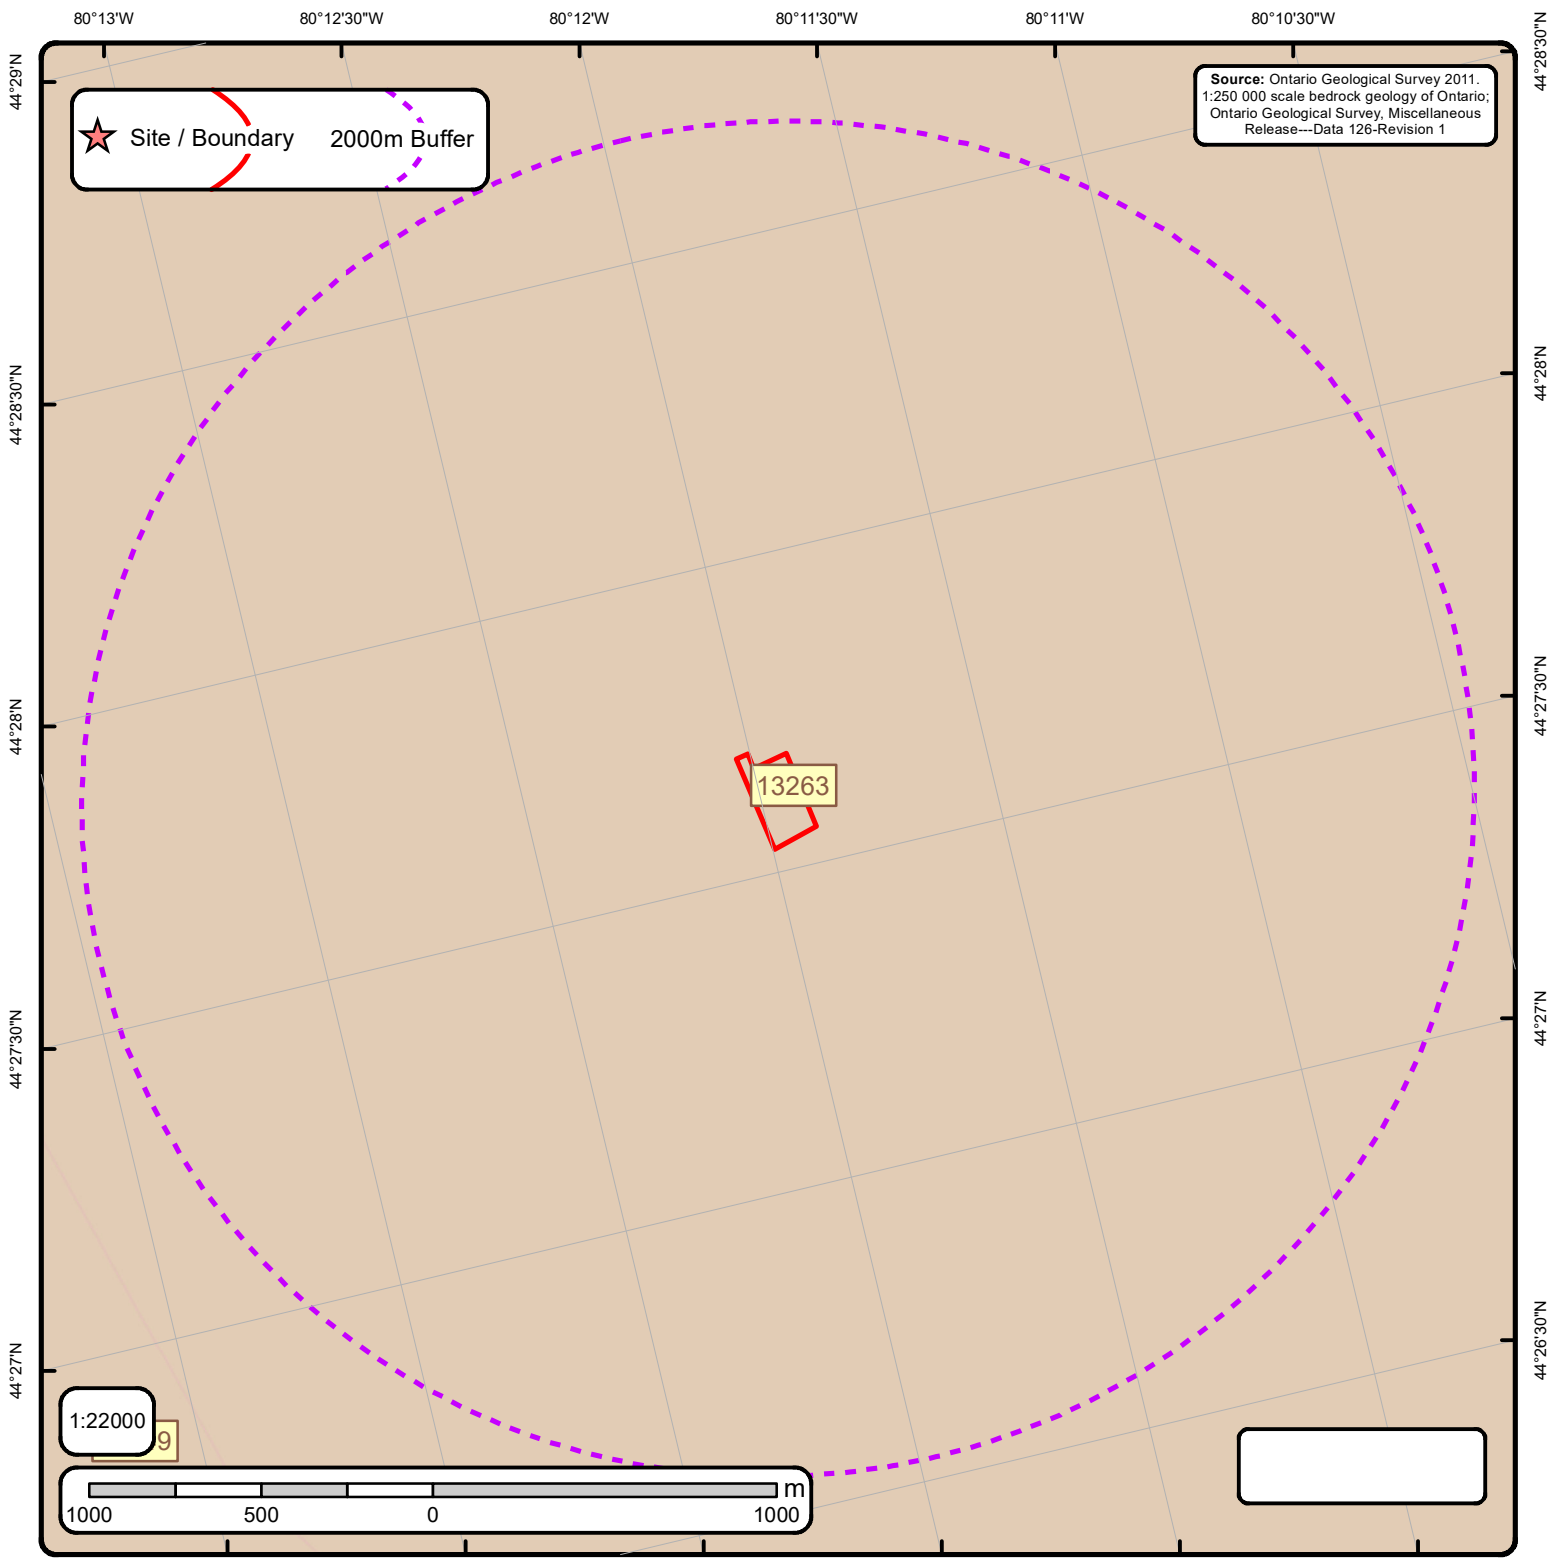 80°13'W 80°12'30"W 80°12'W 80°11'30"W 80°11'W 80°10'30"W
44°29'N
44°28'30"N
44°28'N
44°27'30"N
44°27'N
44°28'30"N
44°28'N
44°27'30"N
44°27'N
44°26'30"N
Site / Boundary 2000m Buffer
Source: Ontario Geological Survey 2011.
1:250 000 scale bedrock geology of Ontario;
Ontario Geological Survey, Miscellaneous
Release---Data 126-Revision 1
13263
1:22000
9
m
1000 500 0 1000